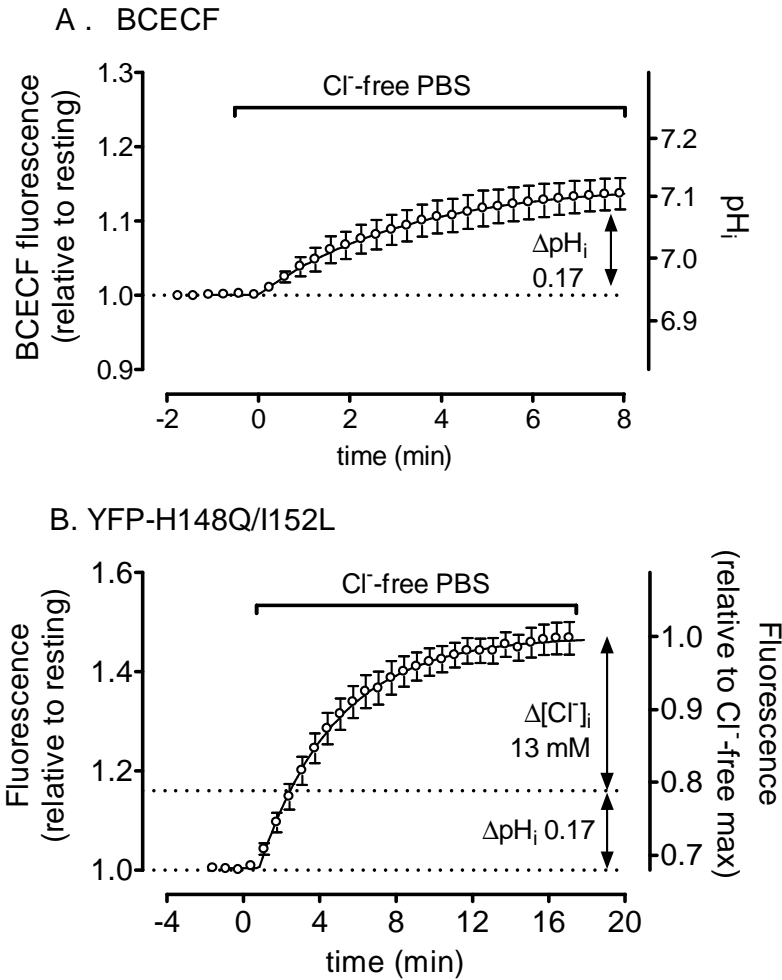 A . BCECF
Cl⁻-free PBS
BCECF fluorescence
(relative to resting)
1.3
1.2
1.1
1.0
0.9
7.2
7.1
7.0
6.9
pHᵢ
ΔpHᵢ
0.17
-2 0 2 4 6 8
time (min)
B. YFP-H148Q/I152L
Cl⁻-free PBS
Fluorescence
(relative to resting)
1.6
1.4
1.2
1.0
1.0
0.9
0.8
0.7
Fluorescence
(relative to Cl⁻-free max)
Δ[Cl⁻]ᵢ
13 mM
ΔpHᵢ 0.17
-4 0 4 8 12 16 20
time (min)